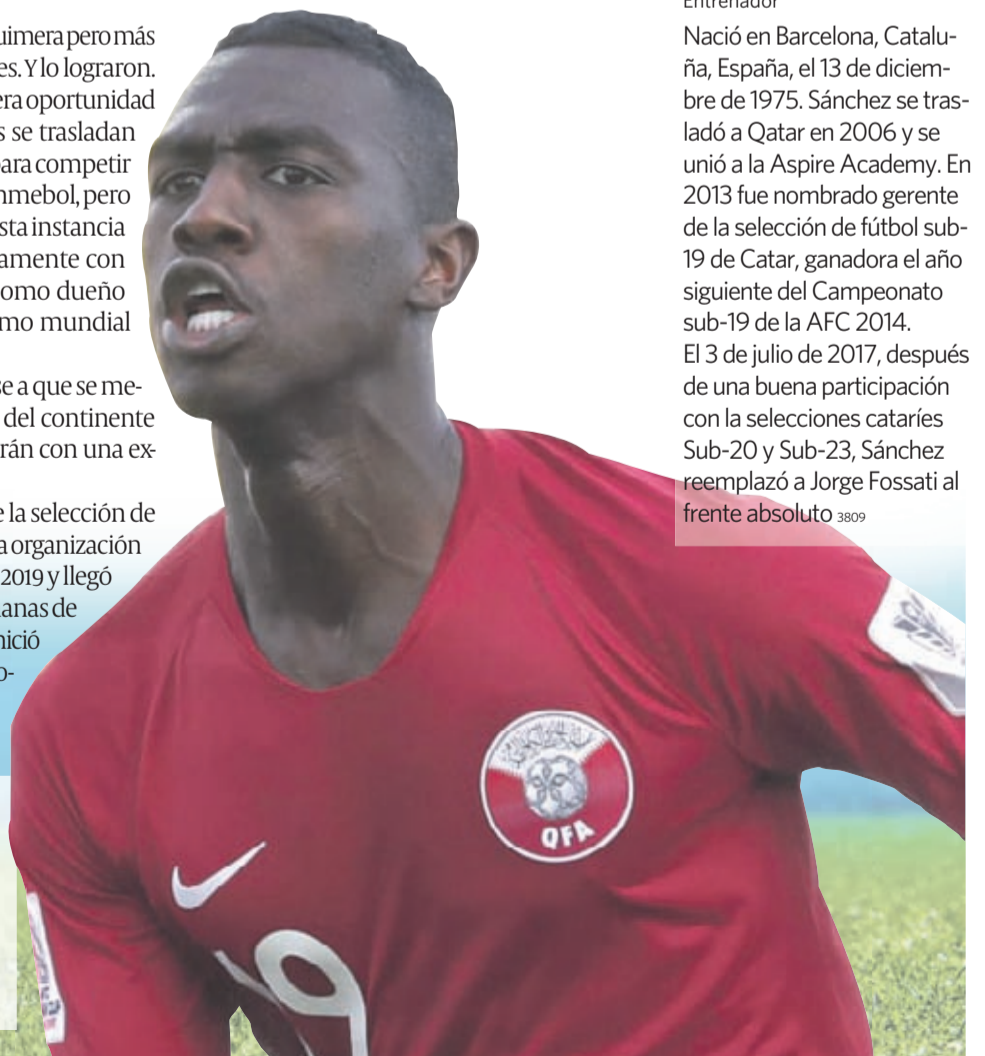 uimera pero más
es. Y lo lograron.
era oportunidad
s se trasladan
para competir
nmebol, pero
sta instancia
amente con
omo dueño
mo mundial
se a que se me-
del continente
rán con una ex-
e la selección de
a organización
2019 y llegó
anas de
nició
o-
Entrenador
Nació en Barcelona, Catalu-
ña, España, el 13 de diciem-
bre de 1975. Sánchez se tras-
ladó a Qatar en 2006 y se
unió a la Aspire Academy. En
2013 fue nombrado gerente
de la selección de fútbol sub-
19 de Catar, ganadora el año
siguiente del Campeonato
sub-19 de la AFC 2014.
El 3 de julio de 2017, después
de una buena participación
con la selecciones cataríes
Sub-20 y Sub-23, Sánchez
reemplazó a Jorge Fossati al
frente absoluto 3809
QFA
19